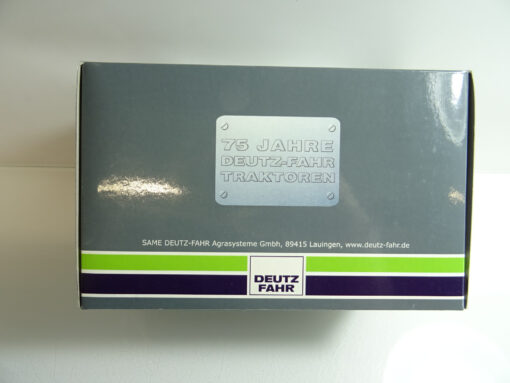 75 JAHRE
DEUTZ-FAHR
TRAKTOREN
SAME DEUTZ-FAHR Agrasysteme Gmbh, 89415 Lauingen, www.deutz-fahr.de
DEUTZ
FAHR